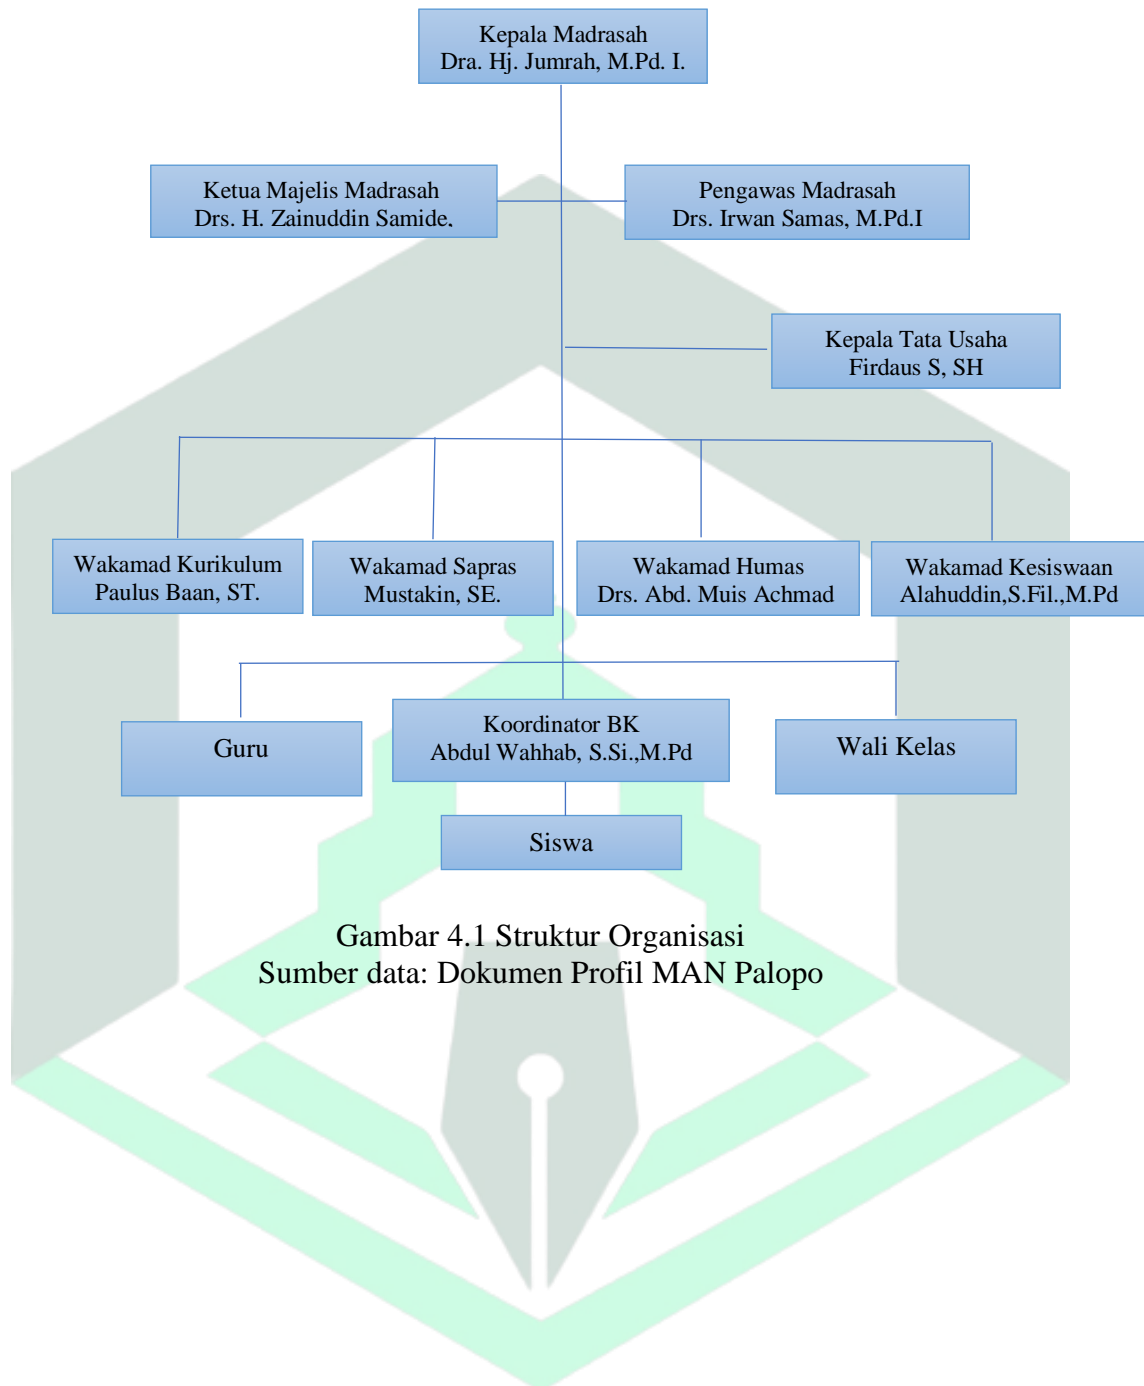 Kepala Madrasah
Dra. Hj. Jumrah, M.Pd. I.
Ketua Majelis Madrasah
Drs. H. Zainuddin Samide.
Pengawas Madrasah
Drs. Irwan Samas, M.Pd.I
Kepala Tata Usaha
Firdaus S, SH
Wakamad Kurikulum
Paulus Baan, ST.
Wakamad Sapras
Mustakin, SE.
Wakamad Humas
Drs. Abd. Muis Achmad
Wakamad Kesiswaan
Alahuddin,S.Fil.,M.Pd
Guru
Koordinator BK
Abdul Wahhab, S.Si.,M.Pd
Wali Kelas
Siswa
Gambar 4.1 Struktur Organisasi
Sumber data: Dokumen Profil MAN Palopo